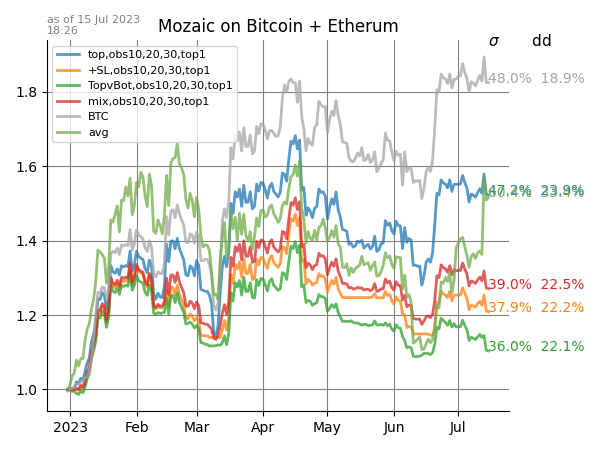 as of 15 Jul 2023
18:26
Mozaic on Bitcoin + Etherum
σ dd
top,obs10,20,30,top1
+SL,obs10,20,30,top1
TopvBot,obs10,20,30,top1
mix,obs10,20,30,top1
BTC
avg
48.0% 18.9%
47.2% 23.9%
39.0% 22.5%
37.9% 22.2%
36.0% 22.1%
1.8
1.6
1.4
1.2
1.0
2023 Feb Mar Apr May Jun Jul